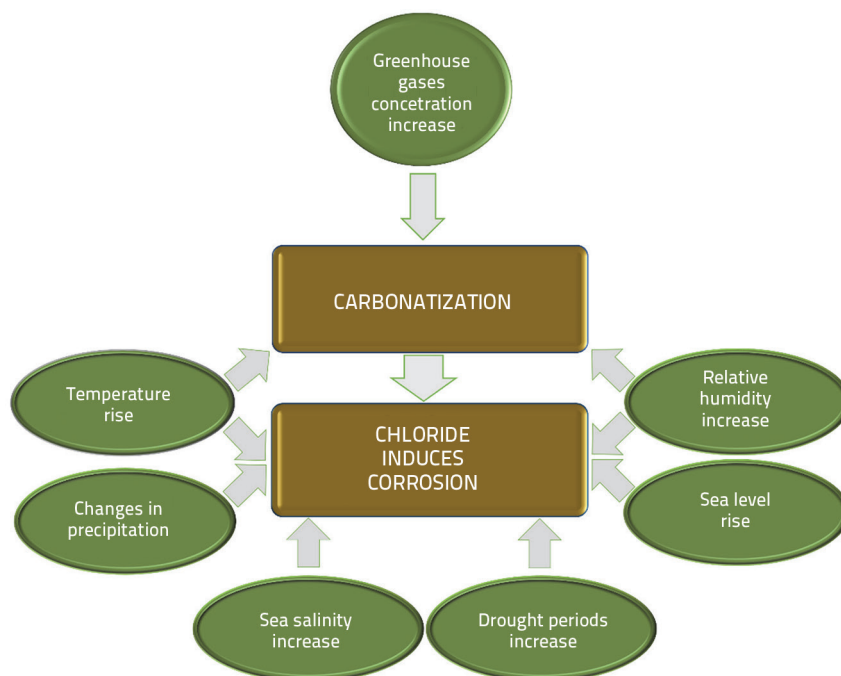 Greenhouse
gases
concetration
increase
CARBONATIZATION
Temperature
rise
Relative
humidity
increase
CHLORIDE
INDUCES
CORROSION
Changes in
precipitation
Sea level
rise
Sea salinity
increase
Drought periods
increase